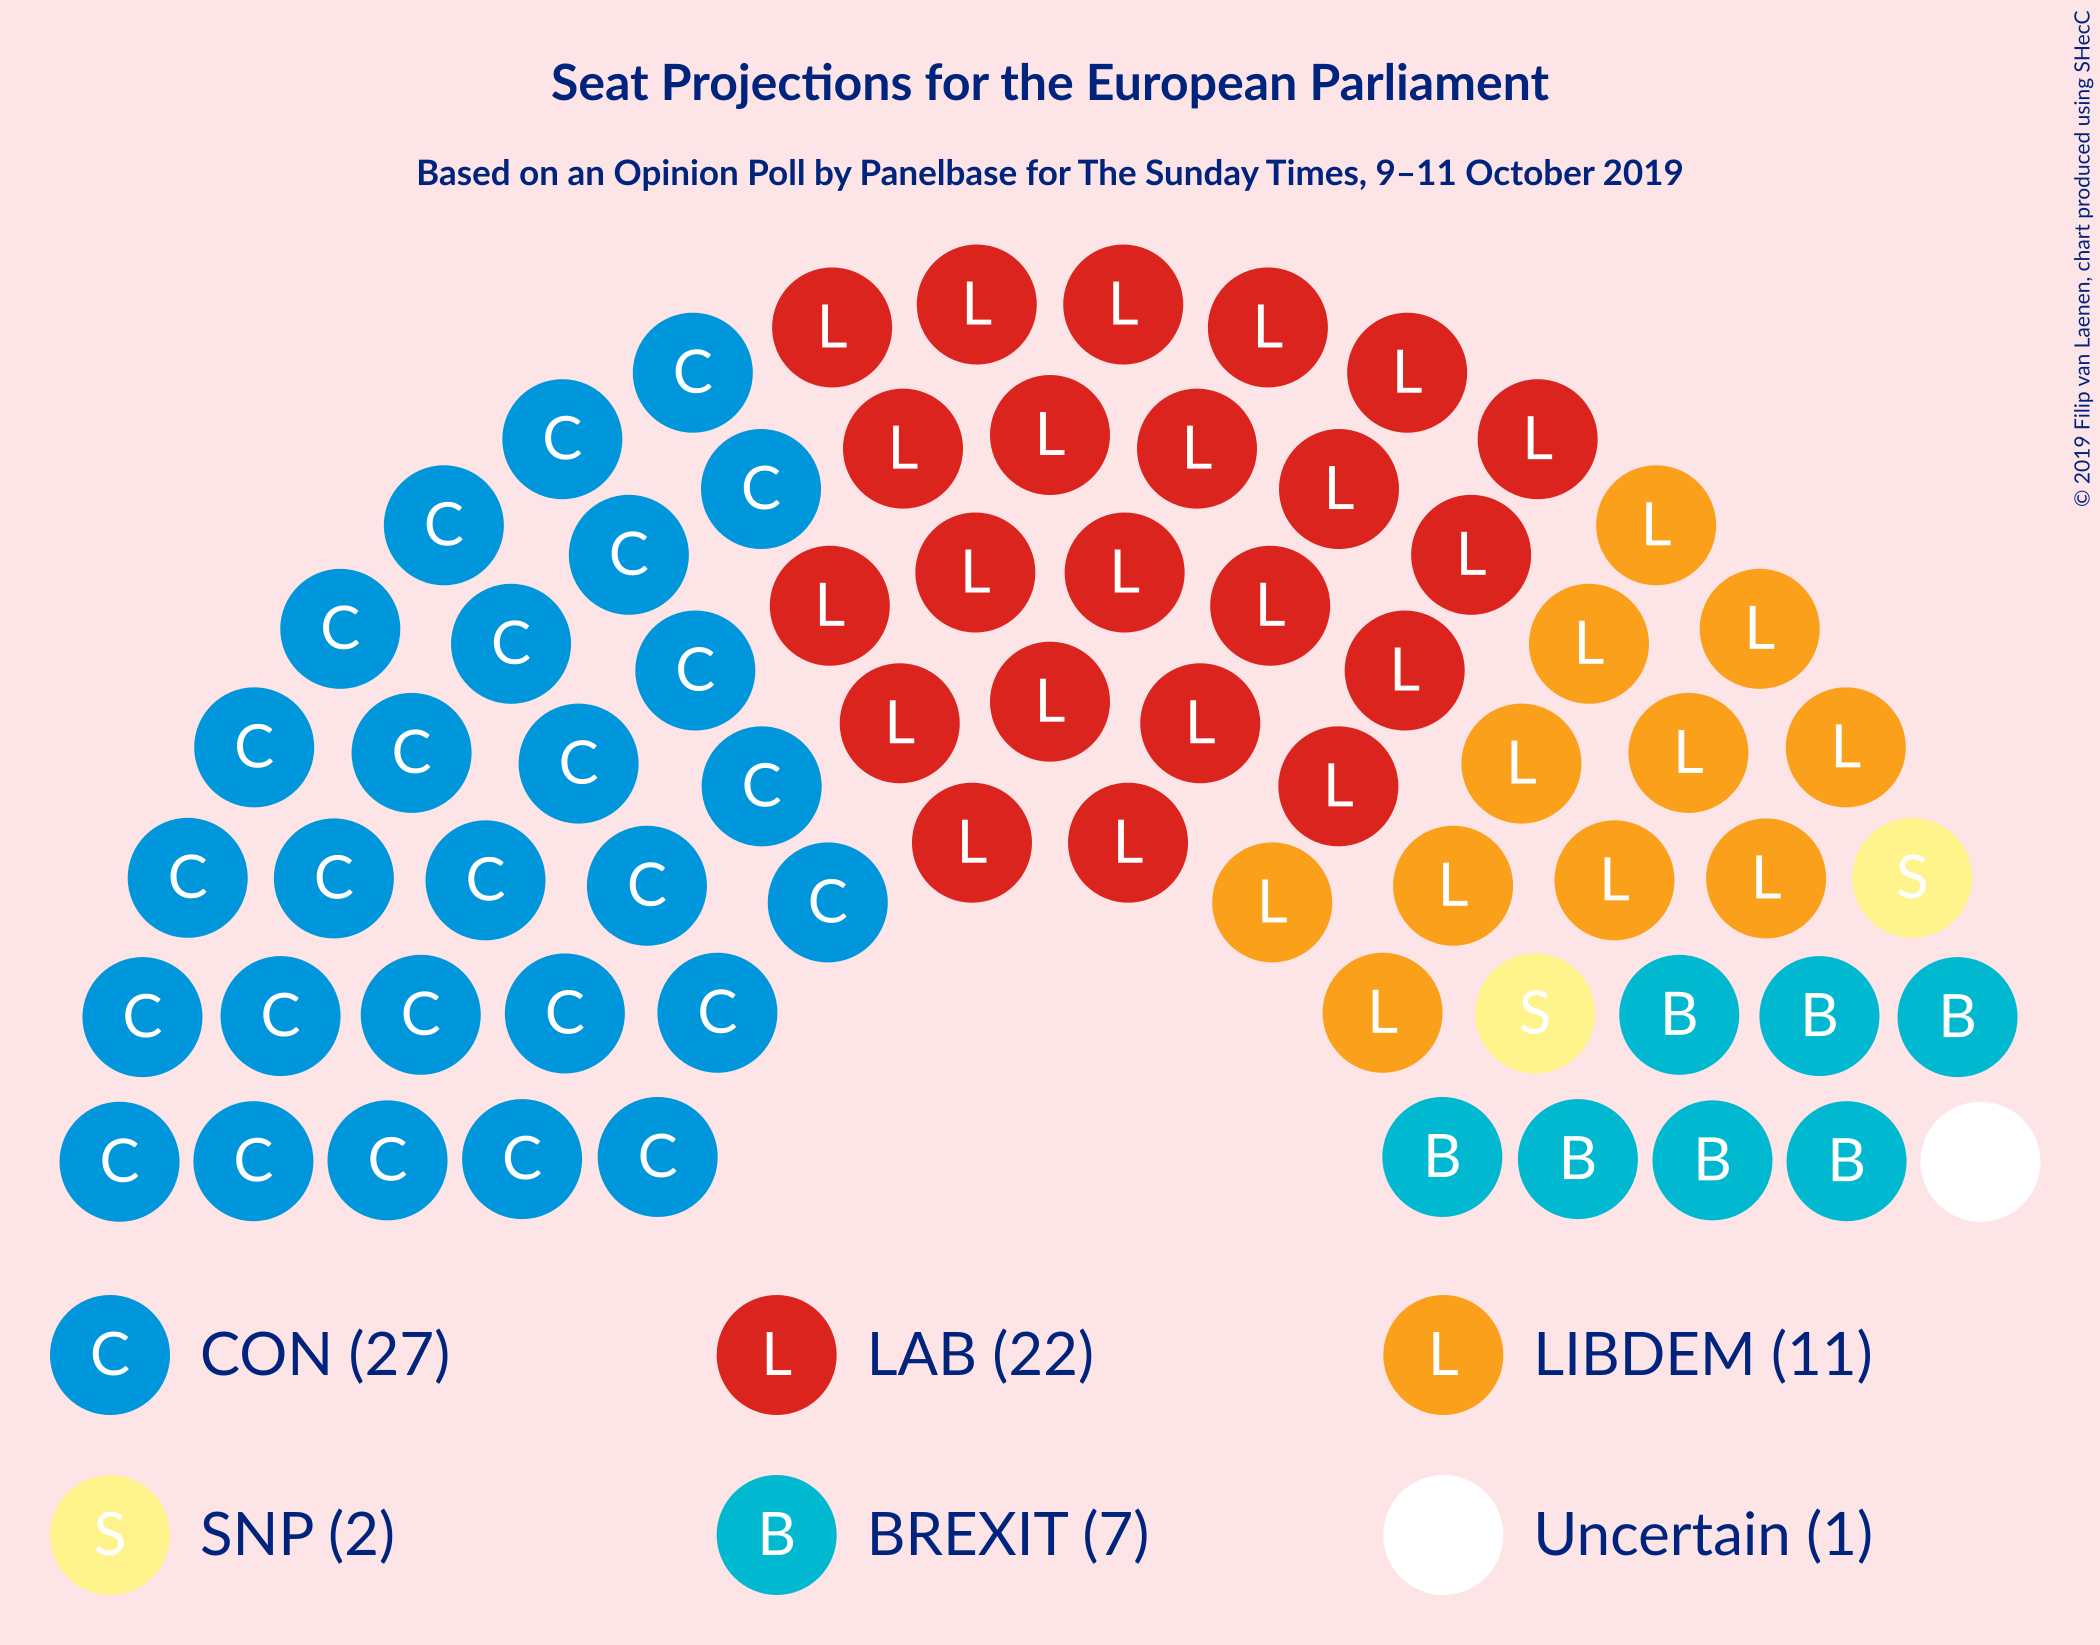 Seat Projections for the European Parliament
Based on an Opinion Poll by Panelbase for The Sunday Times, 9–11 October 2019
© 2019 Filip van Laenen, chart produced using SHecC
L L L L
C L
C L
L L L
C L
C L
C L
L L
C L
C L
C L
C L
L L L
C L
C L
C L
C L
L L
C C C C L L L S
C L
C C C C C L S B B B
C C C C C B B B B
C CON (27) L LAB (22) L LIBDEM (11)
S SNP (2) B BREXIT (7) Uncertain (1)